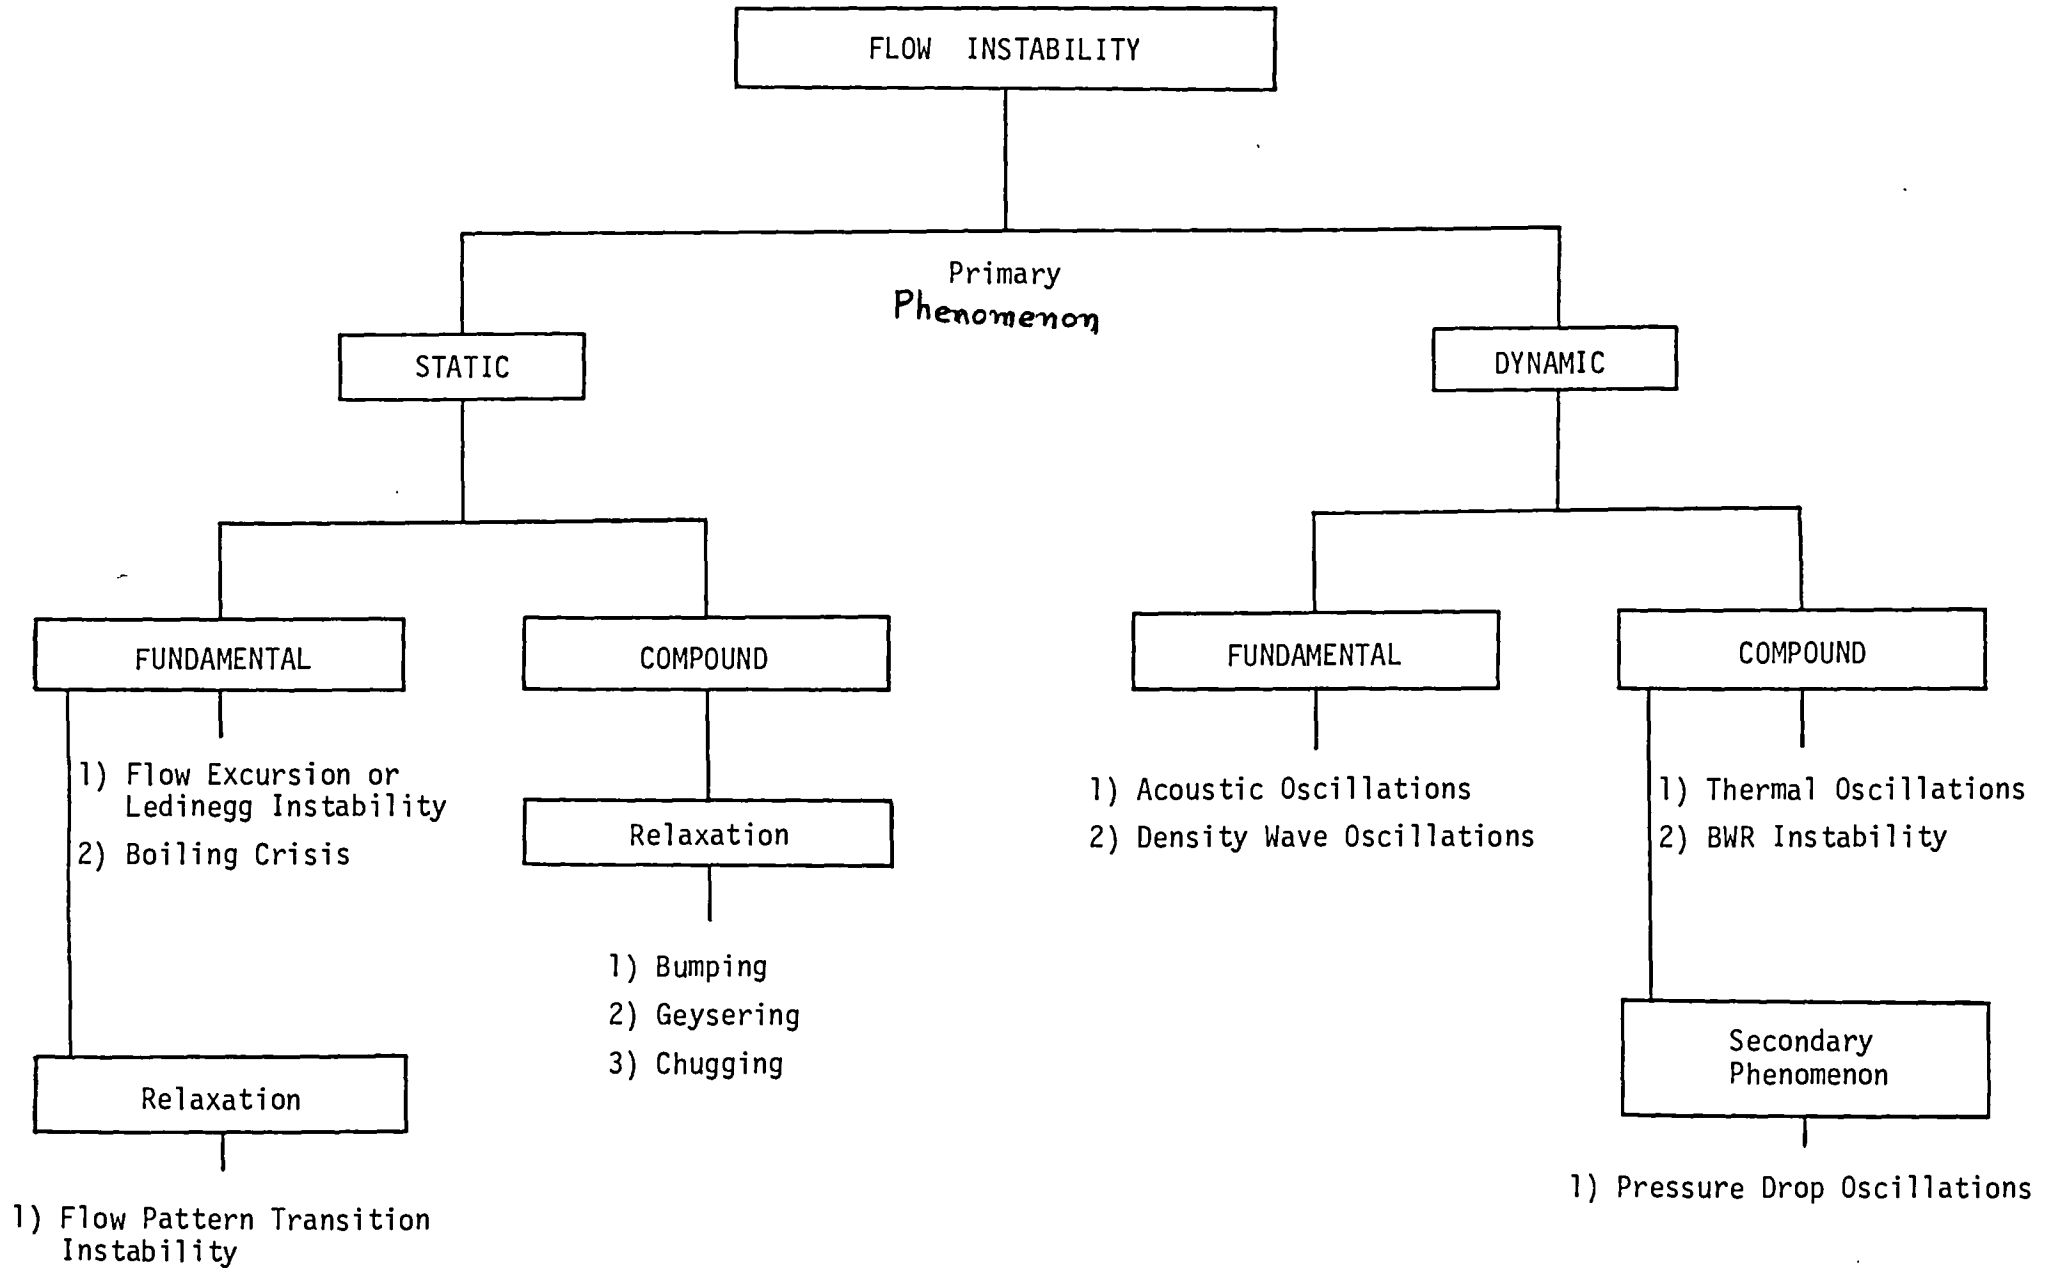 FLOW INSTABILITY
Primary
Phenomenon
STATIC
DYNAMIC
FUNDAMENTAL
COMPOUND
FUNDAMENTAL
COMPOUND
1) Flow Excursion or
Ledinegg Instability
2) Boiling Crisis
Relaxation
1) Bumping
2) Geysering
3) Chugging
Relaxation
1) Flow Pattern Transition
Instability
1) Acoustic Oscillations
2) Density Wave Oscillations
1) Thermal Oscillations
2) BWR Instability
Secondary
Phenomenon
1) Pressure Drop Oscillations